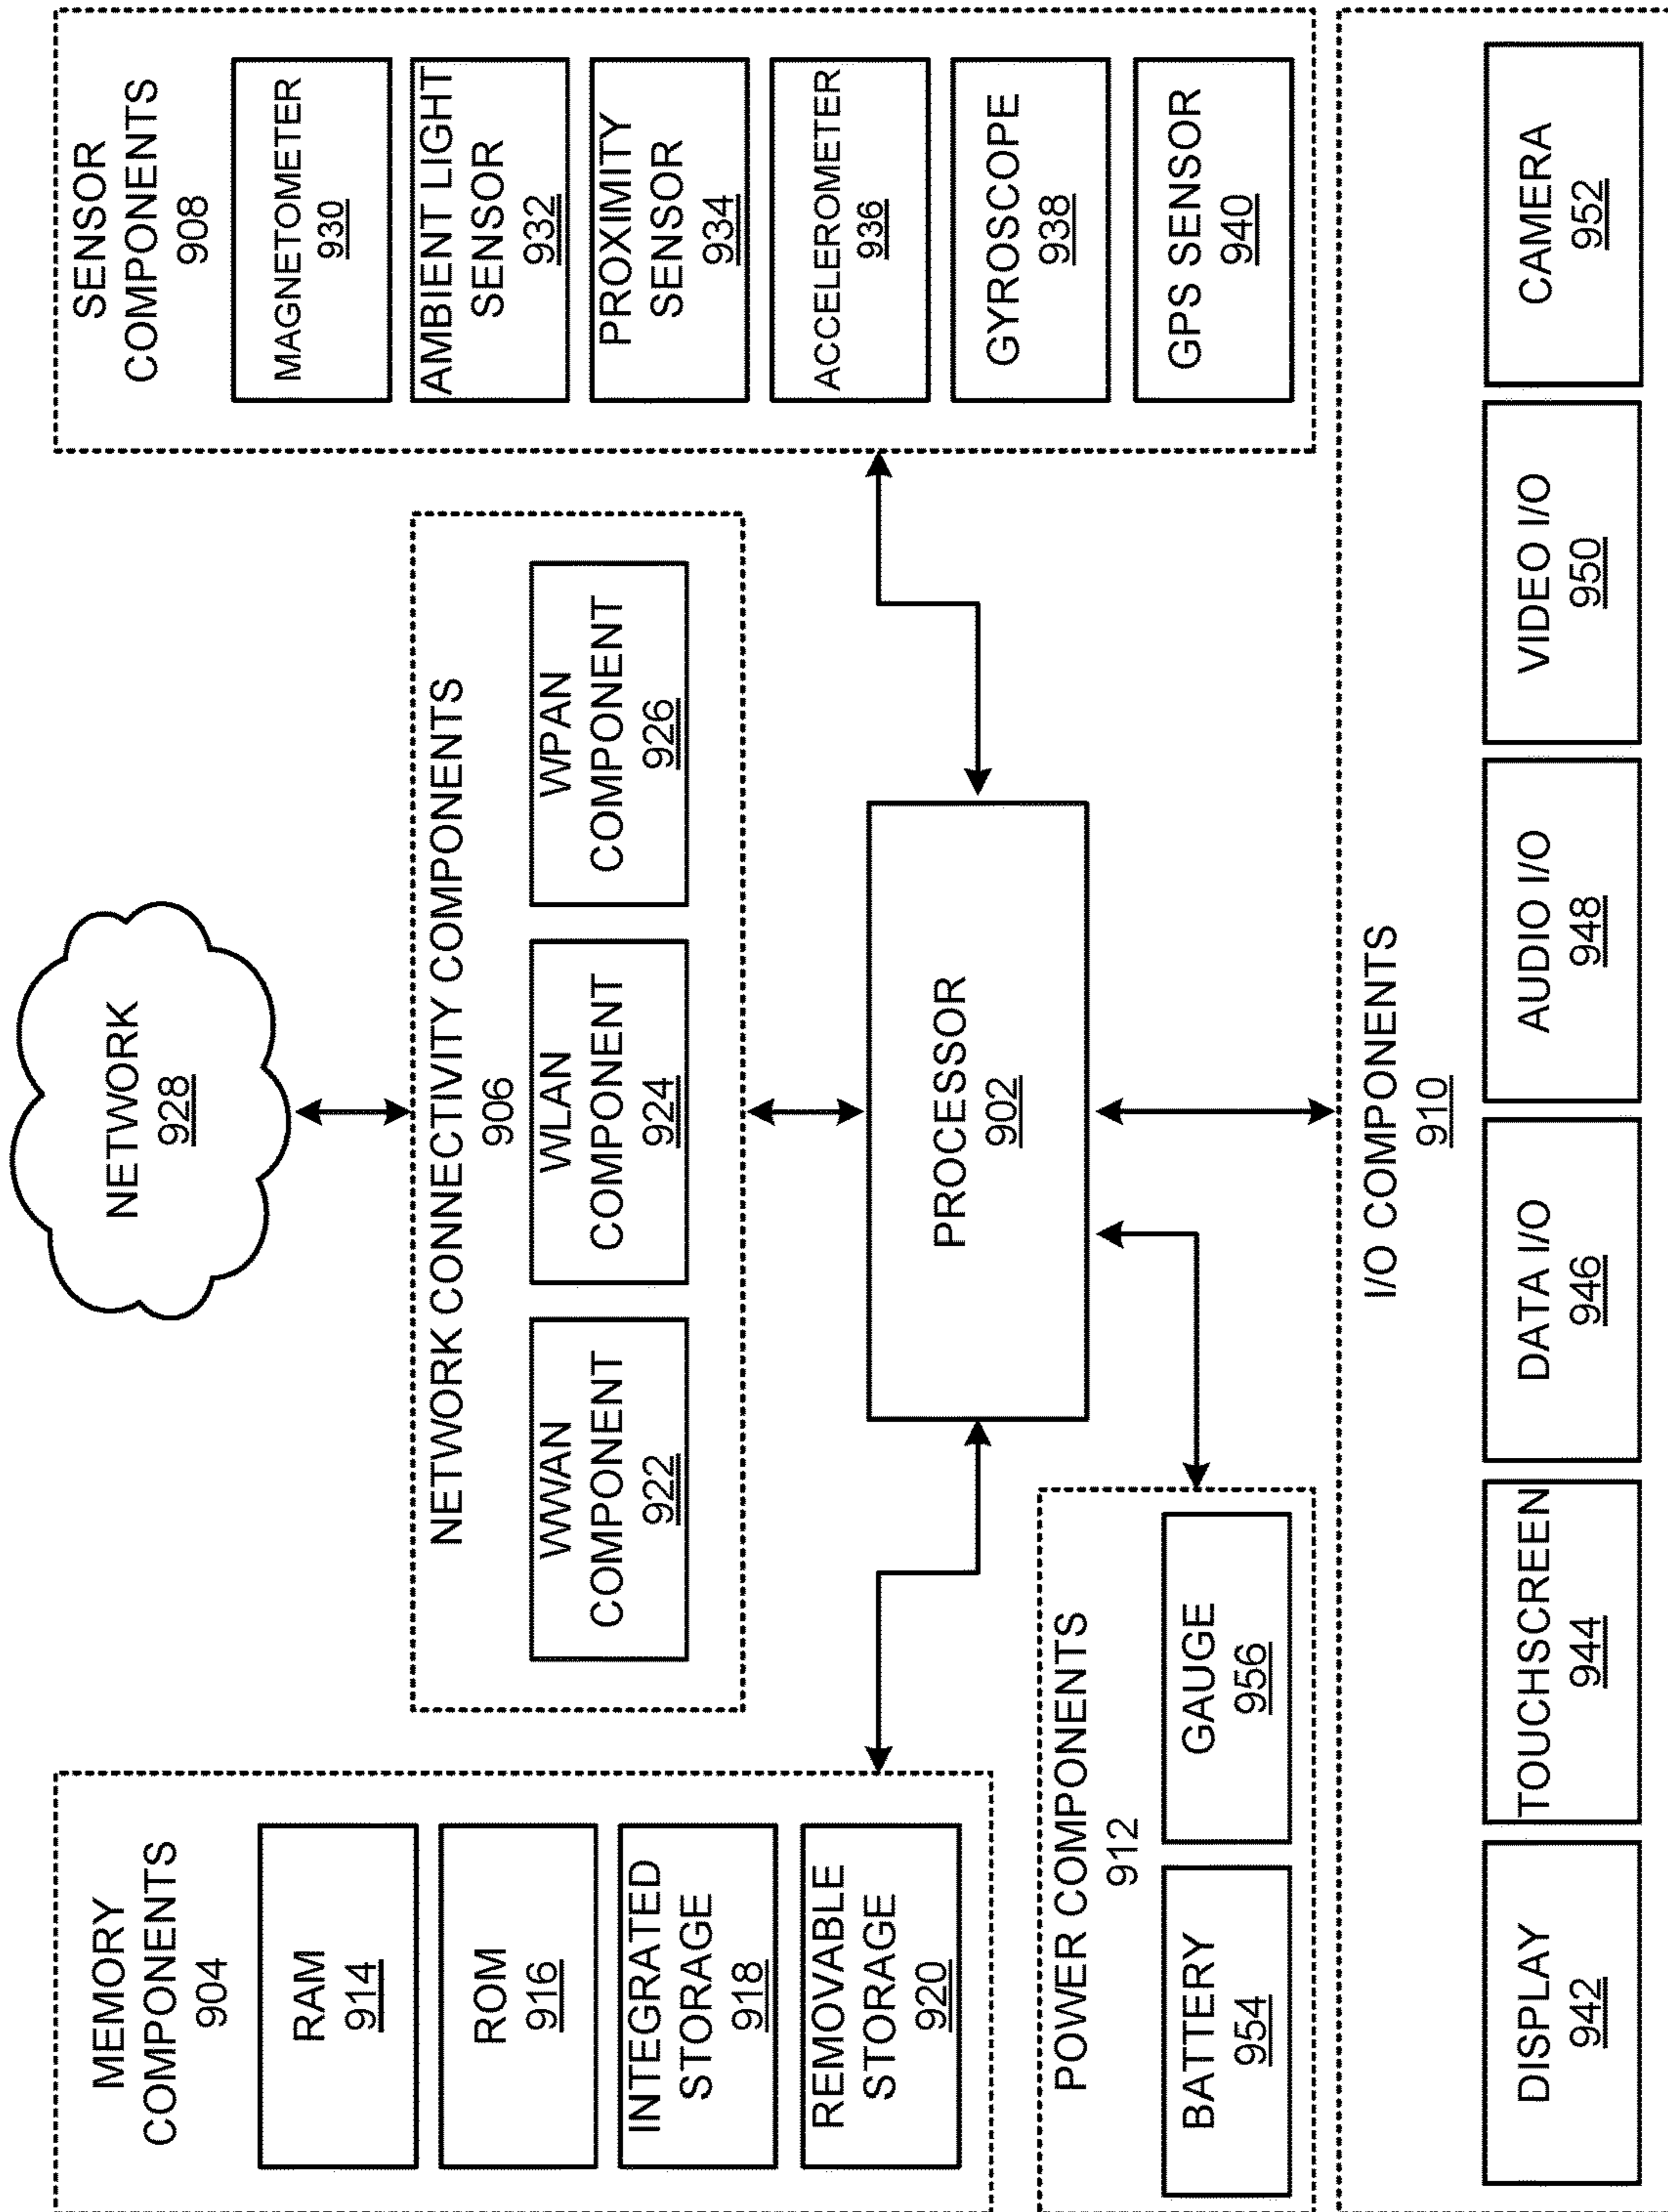 NETWORK
928
MEMORY
COMPONENTS
904
RAM
914
ROM
916
INTEGRATED
STORAGE
918
REMOVABLE
STORAGE
920
NETWORK CONNECTIVITY COMPONENTS
906
WWAN
COMPONENT
922
WLAN
COMPONENT
924
WPAN
COMPONENT
926
SENSOR
COMPONENTS
908
MAGNETOMETER
930
AMBIENT LIGHT
SENSOR
932
PROXIMITY
SENSOR
934
ACCELEROMETER
936
GYROSCOPE
938
GPS SENSOR
940
PROCESSOR
902
POWER COMPONENTS
912
BATTERY
954
GAUGE
956
I/O COMPONENTS
910
DISPLAY
942
TOUCHSCREEN
944
DATA I/O
946
AUDIO I/O
948
VIDEO I/O
950
CAMERA
952